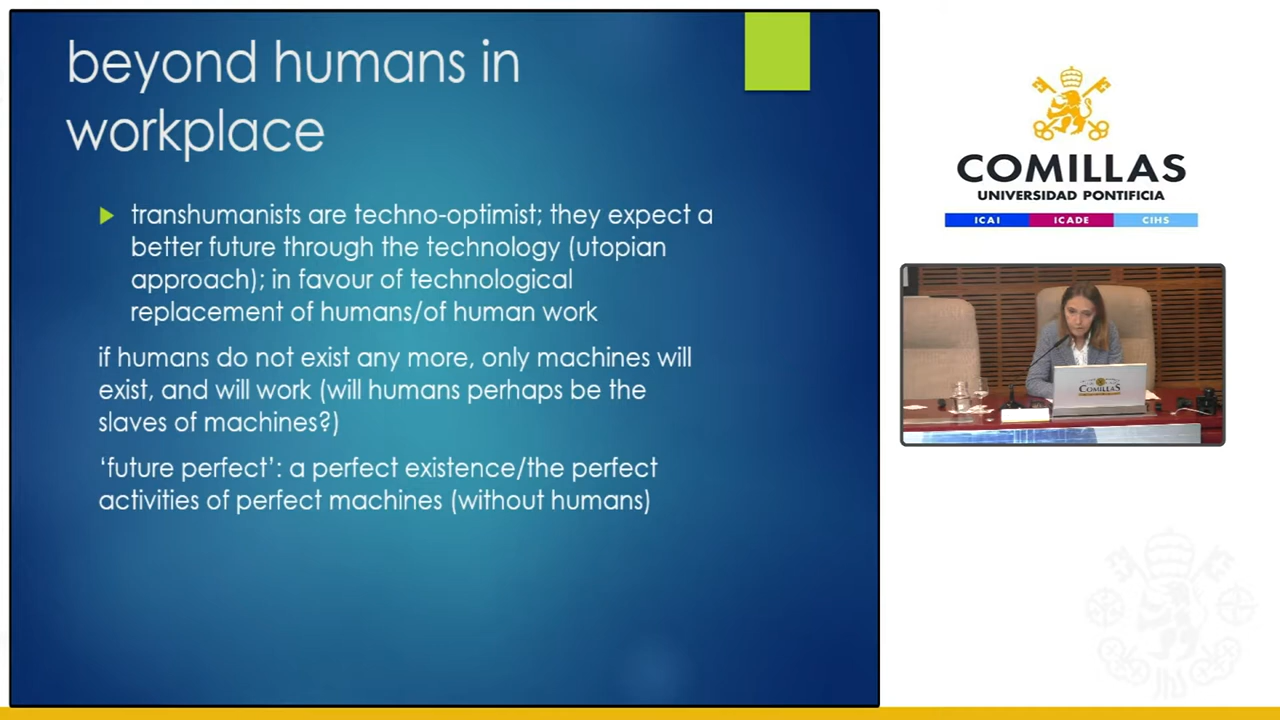 beyond humans in
workplace
transhumanists are techno-optimist; they expect a
better future through the technology (utopian
approach); in favour of technological
replacement of humans/of human work
if humans do not exist any more, only machines will
exist, and will work (will humans perhaps be the
slaves of machines?)
‘future perfect’: a perfect existence/the perfect
activities of perfect machines (without humans)
COMILLAS
UNIVERSIDAD PONTIFICIA
ICAI ICADE CIHS
COMILLAS